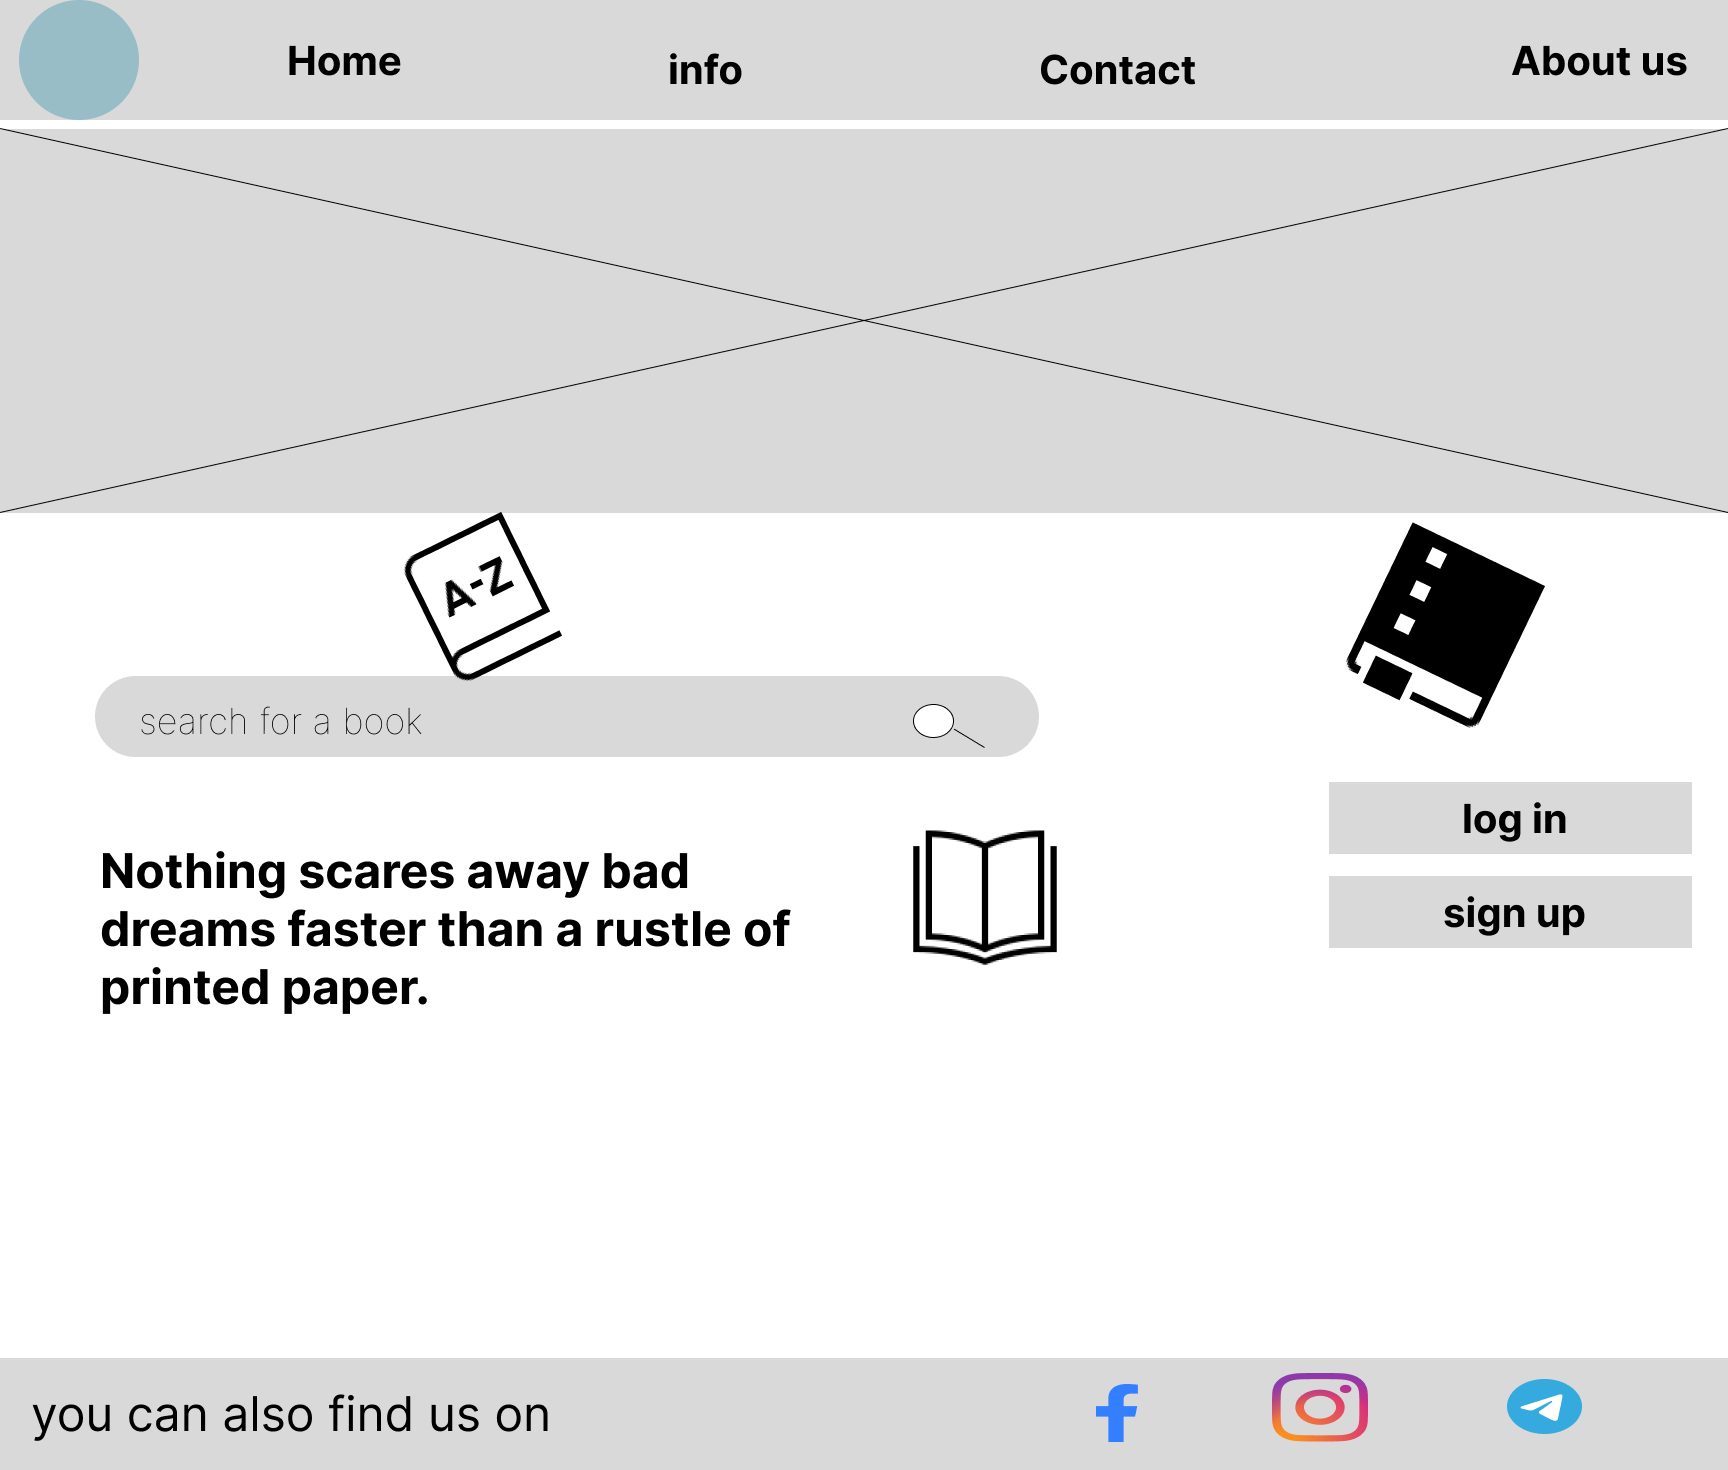 Home
info
Contact
About us
A-Z
search for a book
log in
Nothing scares away bad
dreams faster than a rustle of
printed paper.
sign up
you can also find us on